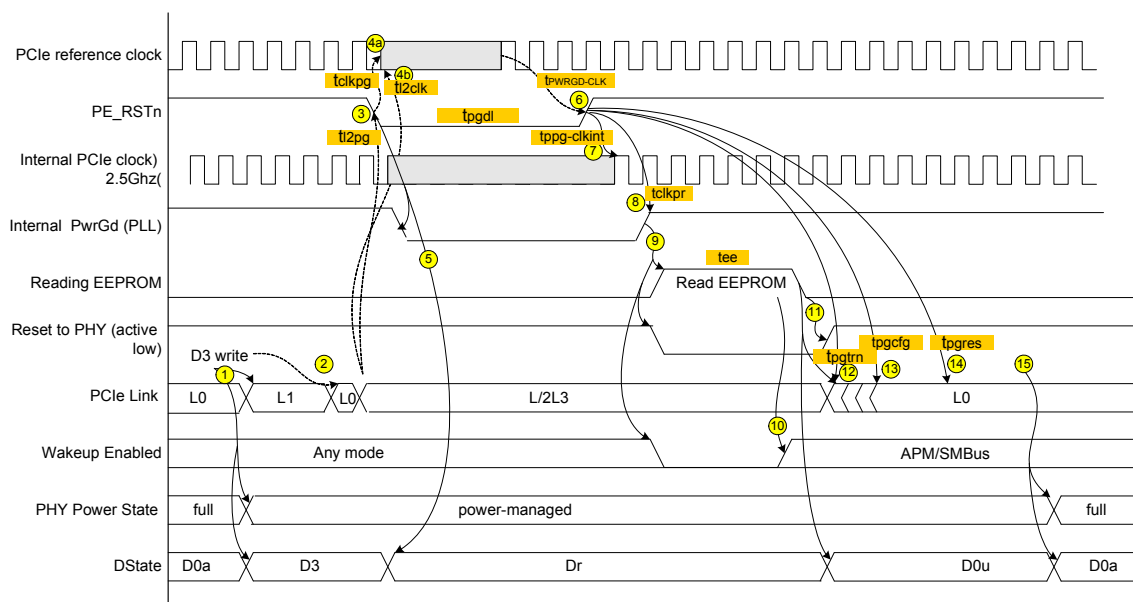 PCIe reference clock
4a
4b
tclkpg
tl2clk
tPWRGD-CLK
PE_RSTn
3
6
tpgdl
tl2pg
tppg-clkint
7
Internal PCIe clock)
2.5Ghz(
tclkpr
8
Internal PwrGd (PLL)
9
5
tee
Reading EEPROM
Read EEPROM
11
Reset to PHY (active
low)
D3 write
2
tpgtrn
tpgcfg
tpgres
1
12
13
14
15
PCIe Link
L0
L1
L0
L/2L3
L0
10
Wakeup Enabled
Any mode
APM/SMBus
PHY Power State
full
power-managed
full
DState
D0a
D3
Dr
D0u
D0a